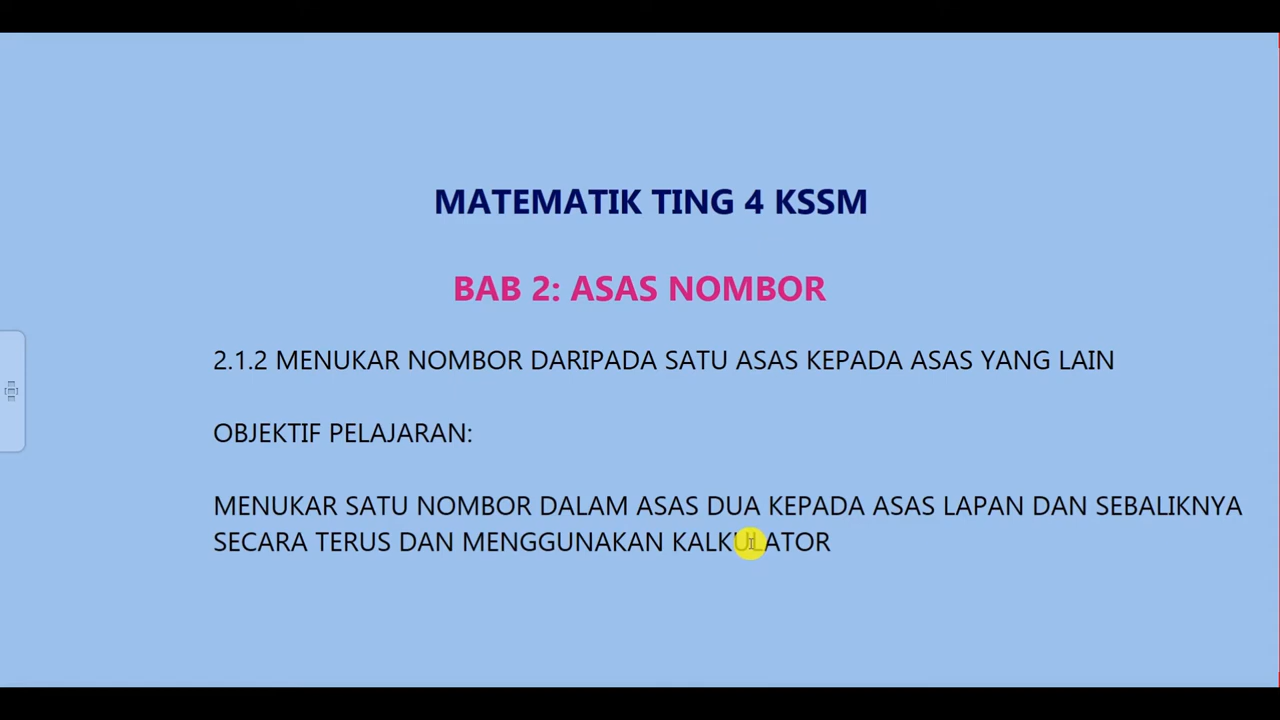 MATEMATIK TING 4 KSSM
BAB 2: ASAS NOMBOR
2.1.2 MENUKAR NOMBOR DARIPADA SATU ASAS KEPADA ASAS YANG LAIN
OBJEKTIF PELAJARAN:
MENUKAR SATU NOMBOR DALAM ASAS DUA KEPADA ASAS LAPAN DAN SEBALIKNYA
SECARA TERUS DAN MENGGUNAKAN KALKULATOR